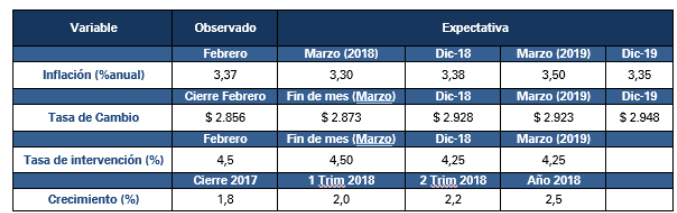 Variable Observado Expectativa
Febrero Marzo (2018) Dic-18 Marzo (2019) Dic-19
Inflación (%anual) 3,37 3,30 3,38 3,50 3,35
Cierre Febrero Fin de mes (Marzo) Dic-18 Marzo (2019) Dic-19
Tasa de Cambio $ 2.856 $ 2.873 $ 2.928 $ 2.923 $ 2.948
Febrero Fin de mes (Marzo) Dic-18 Marzo (2019)
Tasa de intervención (%) 4,5 4,50 4,25 4,25
Cierre 2017 1 Trim 2018 2 Trim 2018 Año 2018
Crecimiento (%) 1,8 2,0 2,2 2,5